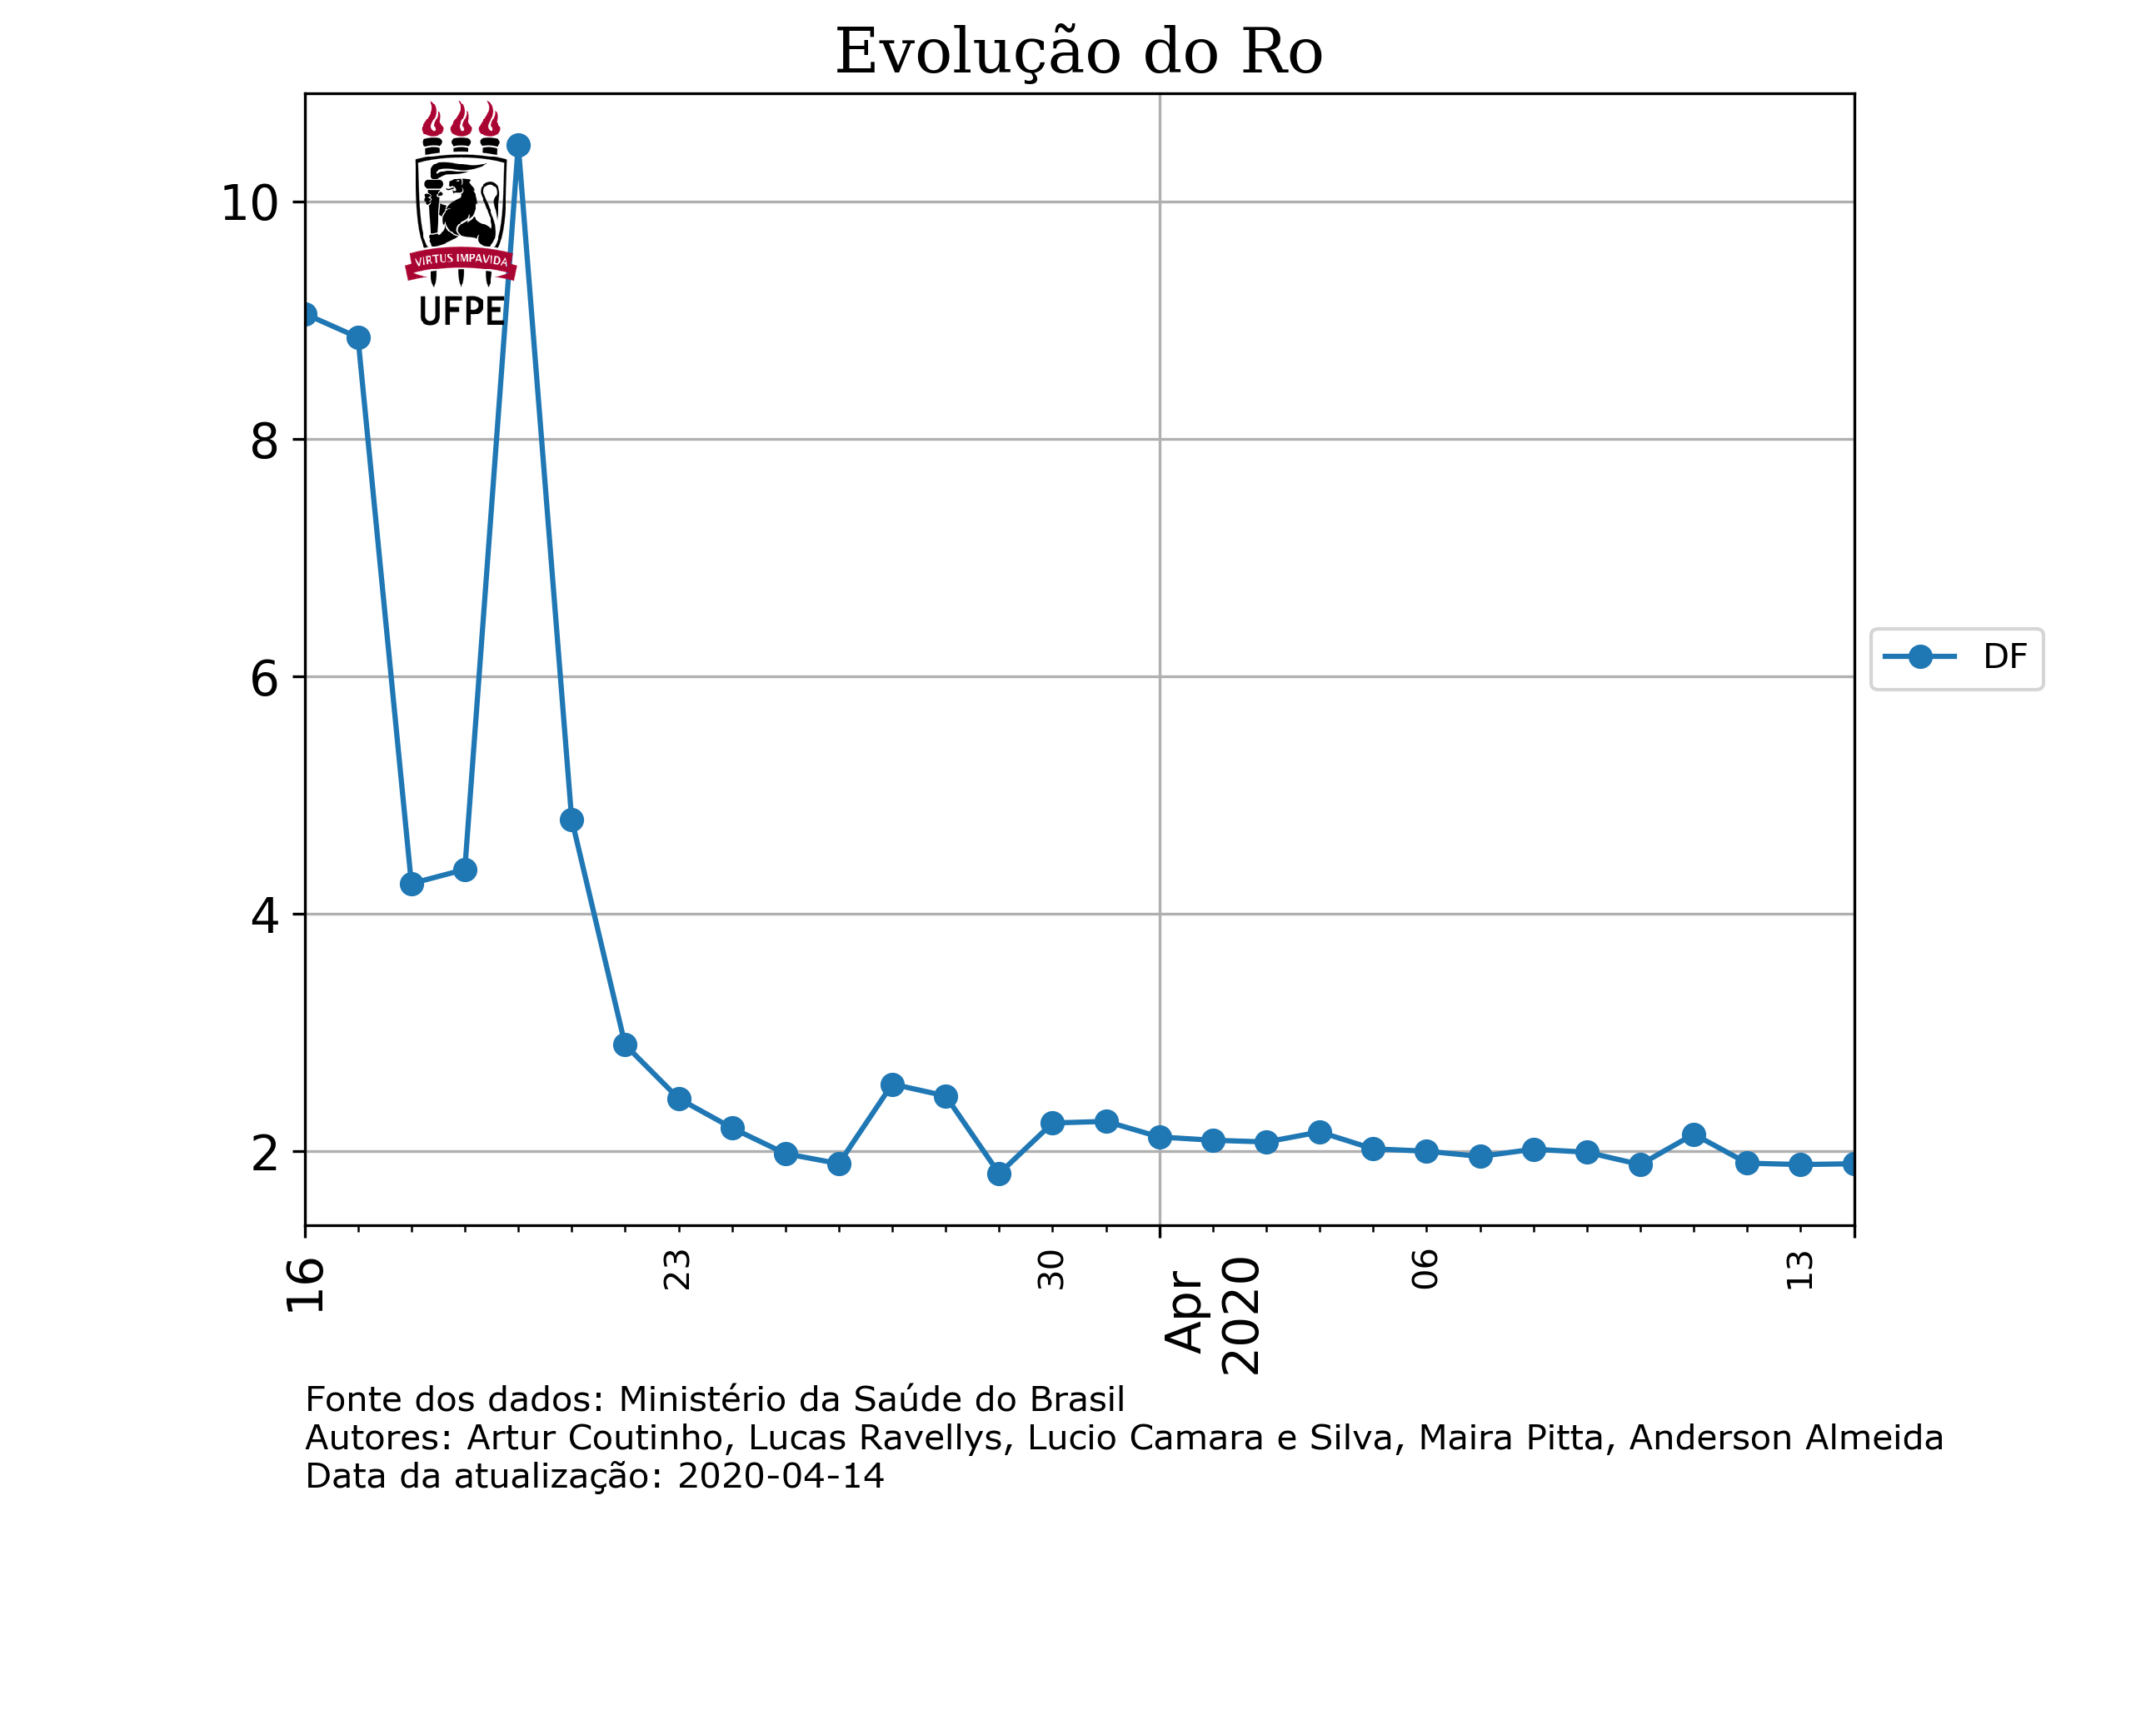 Evolução do Ro
10
8
6
4
2
VIRTUS IMPAVIDA
UFPE
DF
16
23
30
Apr
2020
06
13
Fonte dos dados: Ministério da Saúde do Brasil
Autores: Artur Coutinho, Lucas Ravellys, Lucio Camara e Silva, Maira Pitta, Anderson Almeida
Data da atualização: 2020-04-14